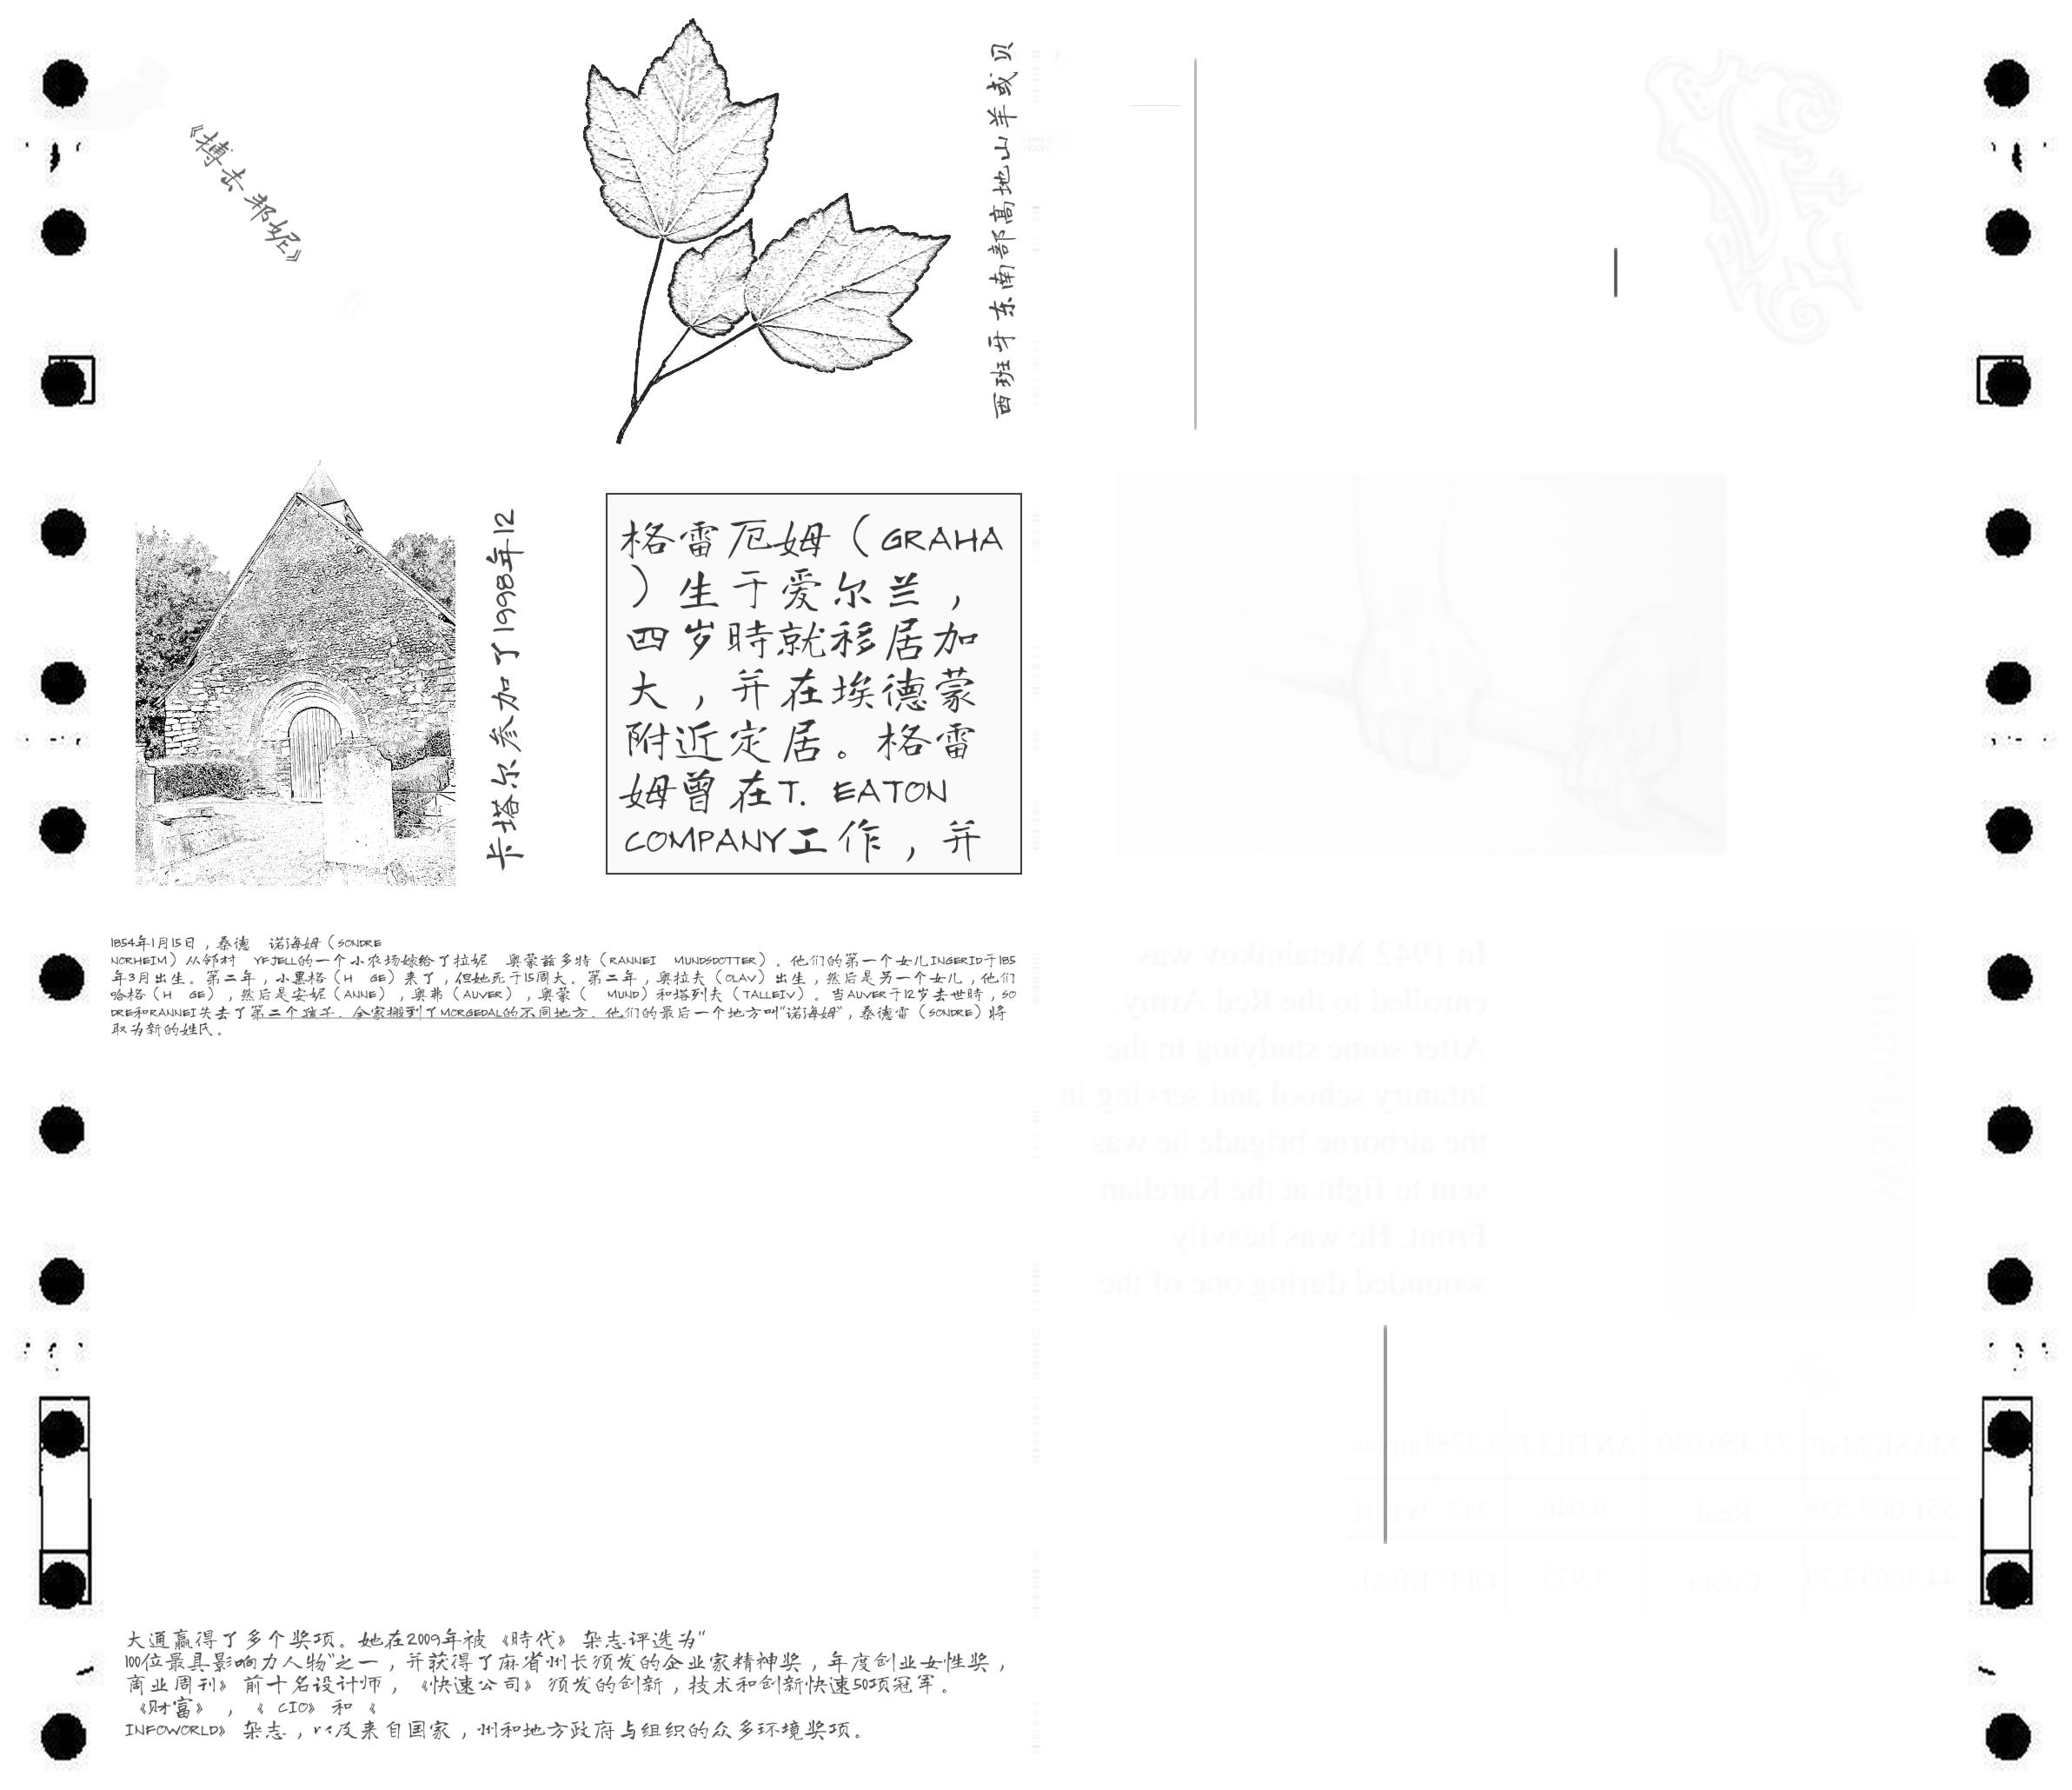 《搏击邦妮》
西班牙东南部高地山羊或贝
卡塔尔参加了1998年12
格雷厄姆（GRAHA
）生于爱尔兰，
四岁時就移居加
大，并在埃德蒙
附近定居。格雷
姆曾在T. EATON
COMPANY工作，并
1854年1月15日，桑德 诺海姆（SONDRE
NORHEIM）从邻村 YFJELL的一个小农场嫁给了拉妮 奥蒙兹多特（RANNEI MUNDSDOTTER）。他们的第一个女儿INGERID于185
年3月出生。第二年，小黑格（H GE）来了，但她死于15周大。第二年，奥拉夫（OLAV）出生，然后是另一个女儿，他们
哈格（H GE），然后是安妮（ANNE），奥弗（AUVER），奥蒙（ MUND）和塔列夫（TALLEIV）。当AUVER于12岁去世時，SO
DRE和RANNEI失去了第二个孩子。全家搬到了MORGEDAL的不同地方。他们的最后一个地方叫“诺海姆”，桑德雷（SONDRE）将
取为新的姓氏。
In 1942 Metalnikov was
enrolled to the Red Army.
After some studying in the
infantry school and serving in
the airborne brigade he was
sent to fight at the Karelian
Front. He was heavily
wounded during one of the
大通赢得了多个奖项。她在2009年被《時代》杂志评选为“
100位最具影响力人物”之一，并获得了麻省州长颁发的企业家精神奖，年度创业女性奖，
商业周刊》前十名设计师，《快速公司》颁发的创新，技术和创新快速50项冠军。
《财富》，《 CIO》和《
INFOWORLD》杂志，以及来自国家，州和地方政府与组织的众多环境奖项。